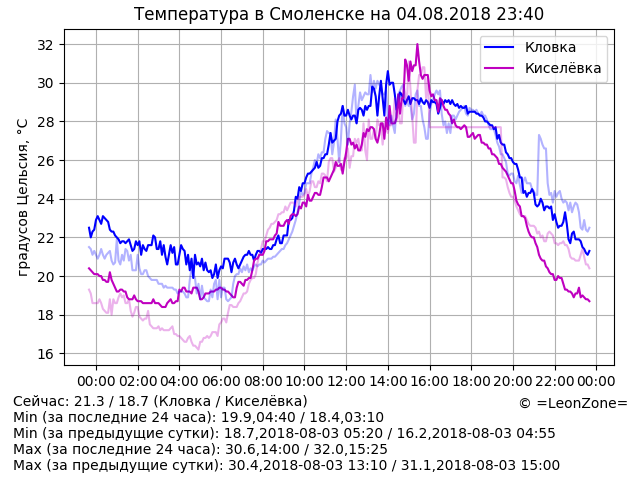 Температура в Смоленске на 04.08.2018 23:40
Кловка
Киселёвка
градусов Цельсия, °C
32
30
28
26
24
22
20
18
16
00:00 02:00 04:00 06:00 08:00 10:00 12:00 14:00 16:00 18:00 20:00 22:00 00:00
Сейчас: 21.3 / 18.7 (Кловка / Киселёвка)
© =LeonZone=
Min (за последние 24 часа): 19.9,04:40 / 18.4,03:10
Min (за предыдущие сутки): 18.7,2018-08-03 05:20 / 16.2,2018-08-03 04:55
Max (за последние 24 часа): 30.6,14:00 / 32.0,15:25
Max (за предыдущие сутки): 30.4,2018-08-03 13:10 / 31.1,2018-08-03 15:00